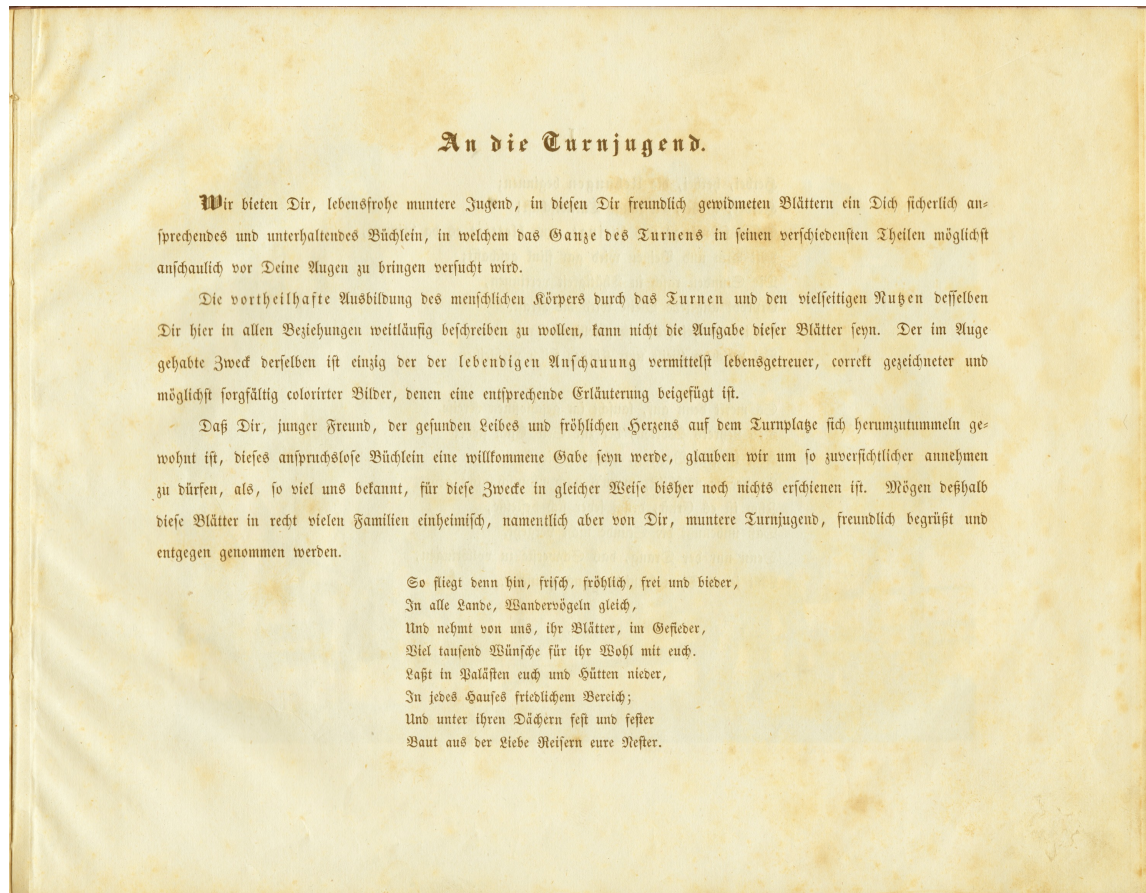 An die Turnjugend.
Wir bieten Dir, lebensfrohe muntere Jugend, in diesen Dir freundlich gewidmeten Blättern ein Dich sicherlich an-
sprechendes und unterhaltendes Büchlein, in welchem das Ganze des Turnens in seinen verschiedensten Theilen möglichst
anschaulich vor Deine Augen zu bringen versucht wird.
Die vortheilhafte Ausbildung des menschlichen Körpers durch das Turnen und den vielseitigen Nutzen desselben
Dir hier in allen Beziehungen weitläufig beschreiben zu wollen, kann nicht die Aufgabe dieser Blätter seyn. Der im Auge
gehabte Zweck derselben ist einzig der der lebendigen Anschauung vermittelst lebensgetreuer, correkt gezeichneter und
möglichst sorgfältig colorirter Bilder, denen eine entsprechende Erläuterung beigefügt ist.
Daß Dir, junger Freund, der gesunden Leibes und fröhlichen Herzens auf dem Turnplatze sich herumzutummeln ge-
wohnt ist, dieses anspruchslose Büchlein eine willkommene Gabe seyn werde, glauben wir um so zuversichtlicher annehmen
zu dürfen, als, so viel uns bekannt, für diese Zwecke in gleicher Weise bisher noch nichts erschienen ist. Mögen deßhalb
diese Blätter in recht vielen Familien einheimisch, namentlich aber von Dir, muntere Turnjugend, freundlich begrüßt und
entgegen genommen werden.
So fliegt denn hin, frisch, fröhlich, frei und bieder,
In alle Lande, Wandervögeln gleich,
Und nehmt von uns, ihr Blätter, im Gefieder,
Viel tausend Wünsche für ihr Wohl mit euch.
Laßt in Palästen euch und Hütten nieder,
In jedes Hauses friedlichem Bereich;
Und unter ihren Dächern fest und fester
Baut aus der Liebe Reisern eure Nester.